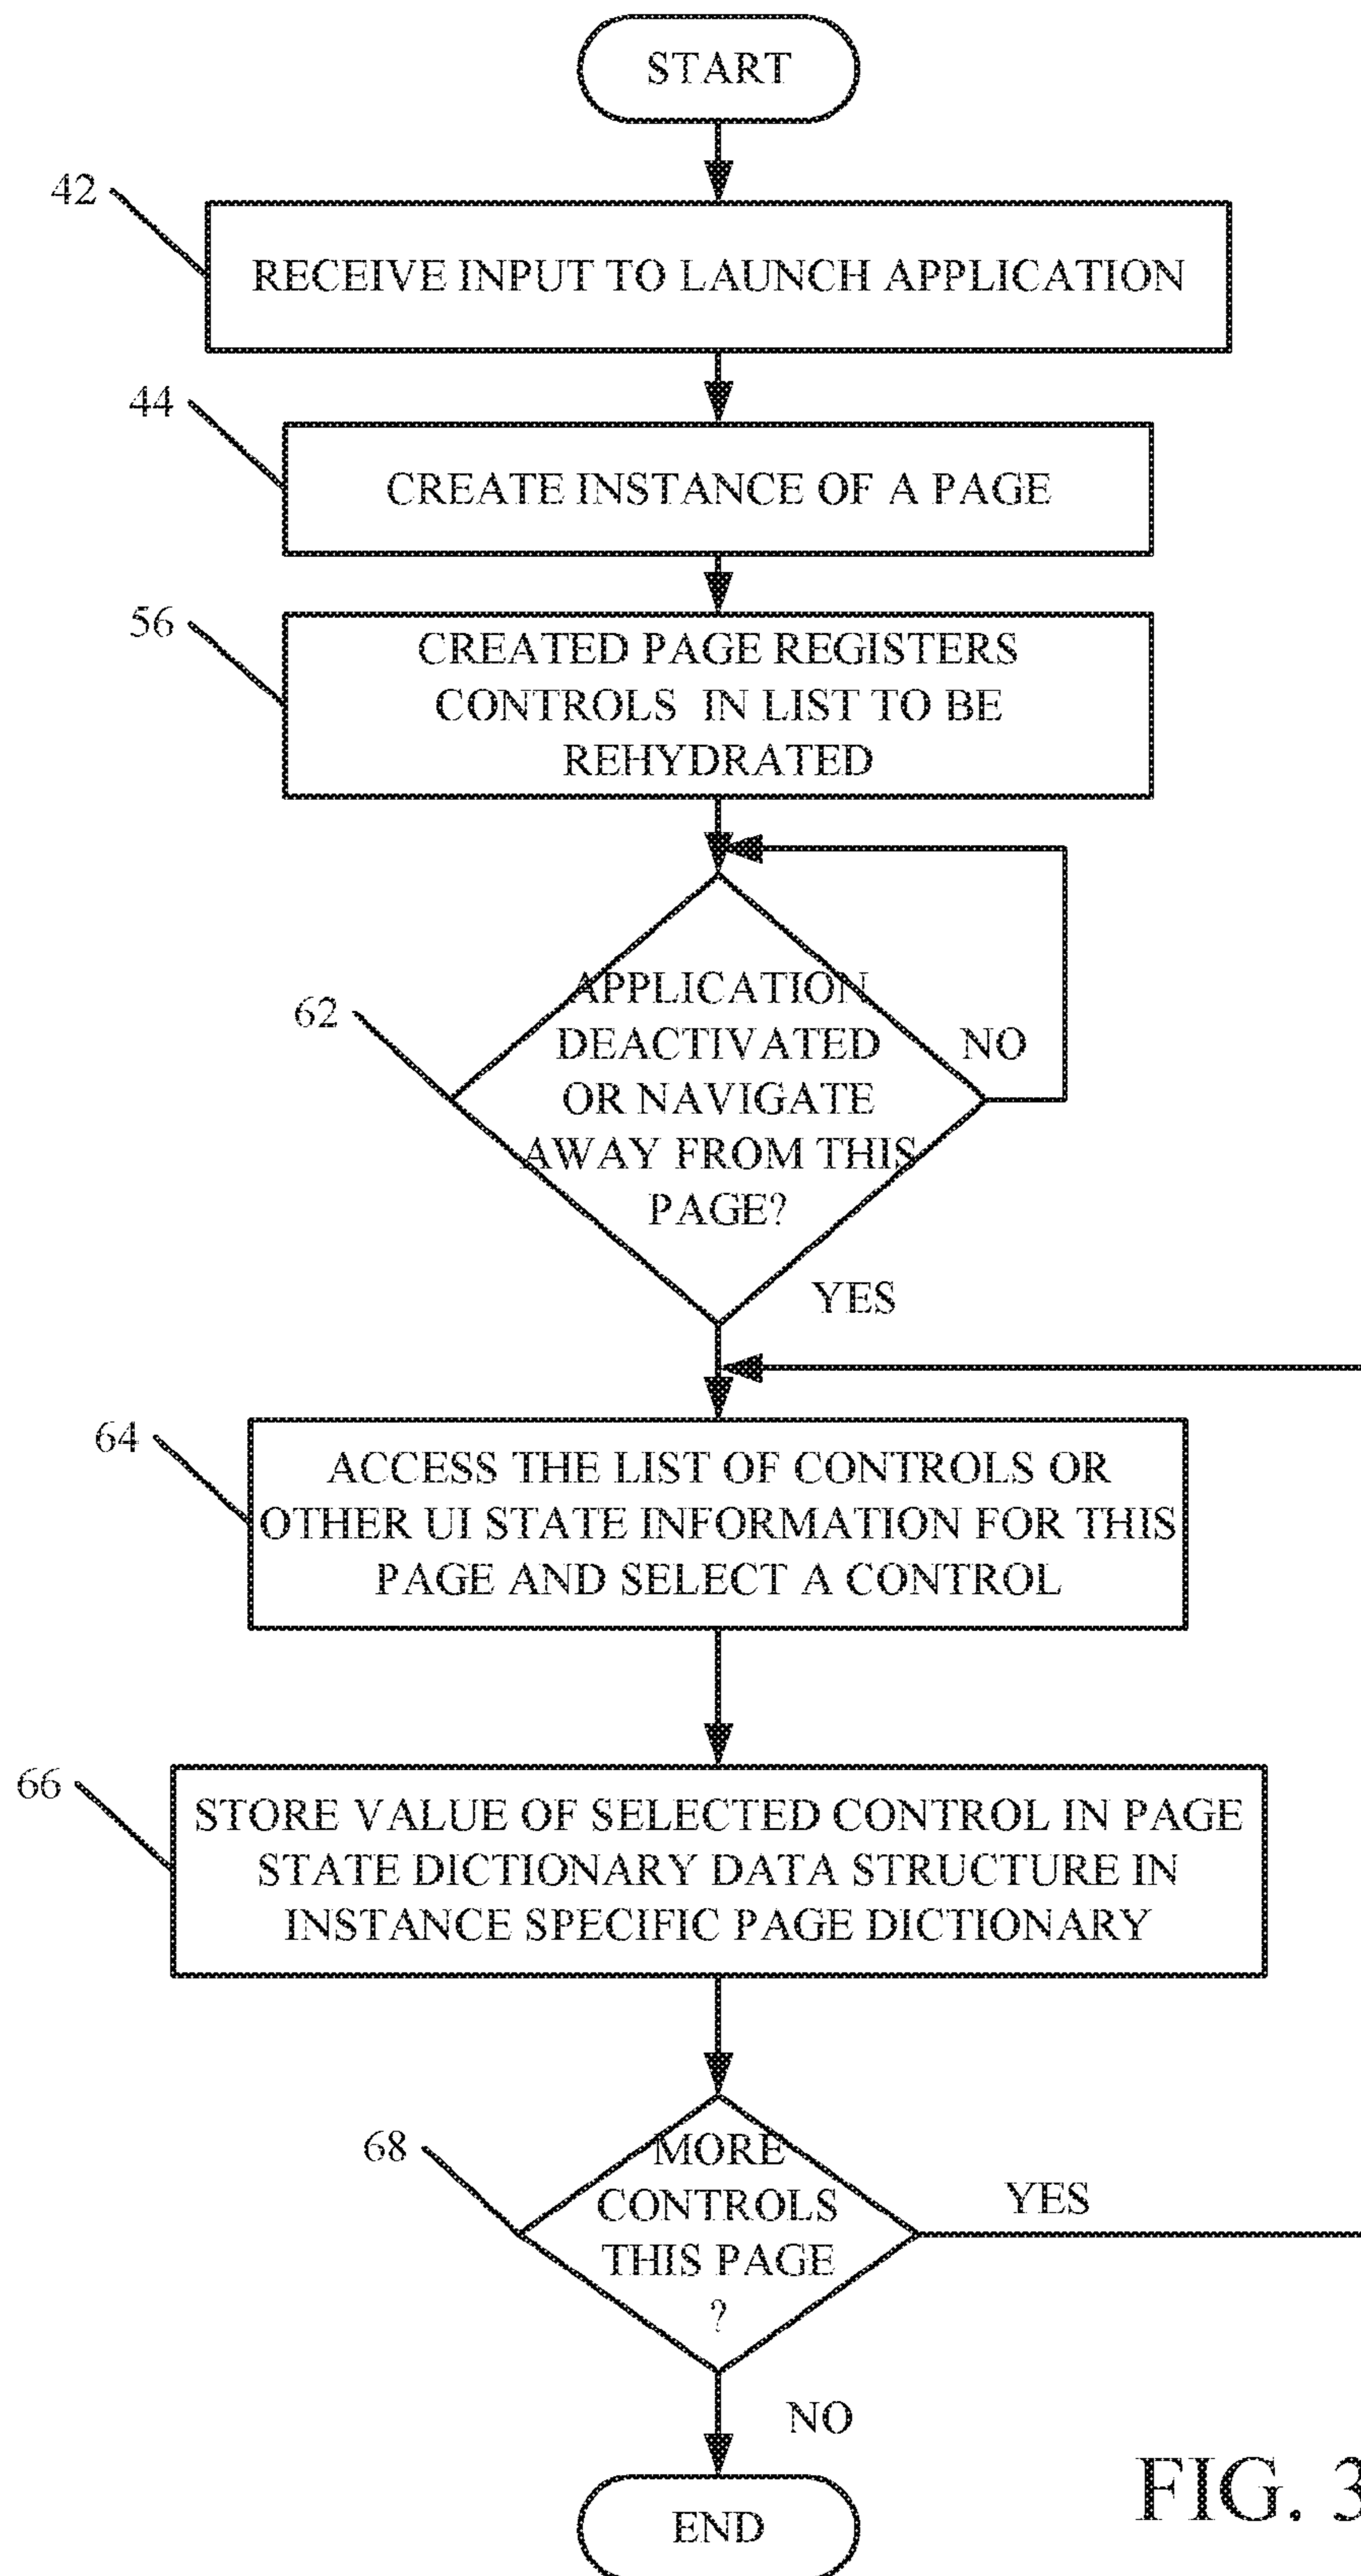 START
42
RECEIVE INPUT TO LAUNCH APPLICATION
44
CREATE INSTANCE OF A PAGE
56
CREATED PAGE REGISTERS
CONTROLS IN LIST TO BE
REHYDRATED
62
APPLICATION
DEACTIVATED
OR NAVIGATE
AWAY FROM THIS
PAGE?
NO
YES
64
ACCESS THE LIST OF CONTROLS OR
OTHER UI STATE INFORMATION FOR THIS
PAGE AND SELECT A CONTROL
66
STORE VALUE OF SELECTED CONTROL IN PAGE
STATE DICTIONARY DATA STRUCTURE IN
INSTANCE SPECIFIC PAGE DICTIONARY
68
MORE
CONTROLS
THIS PAGE
?
YES
NO
END
FIG. 3